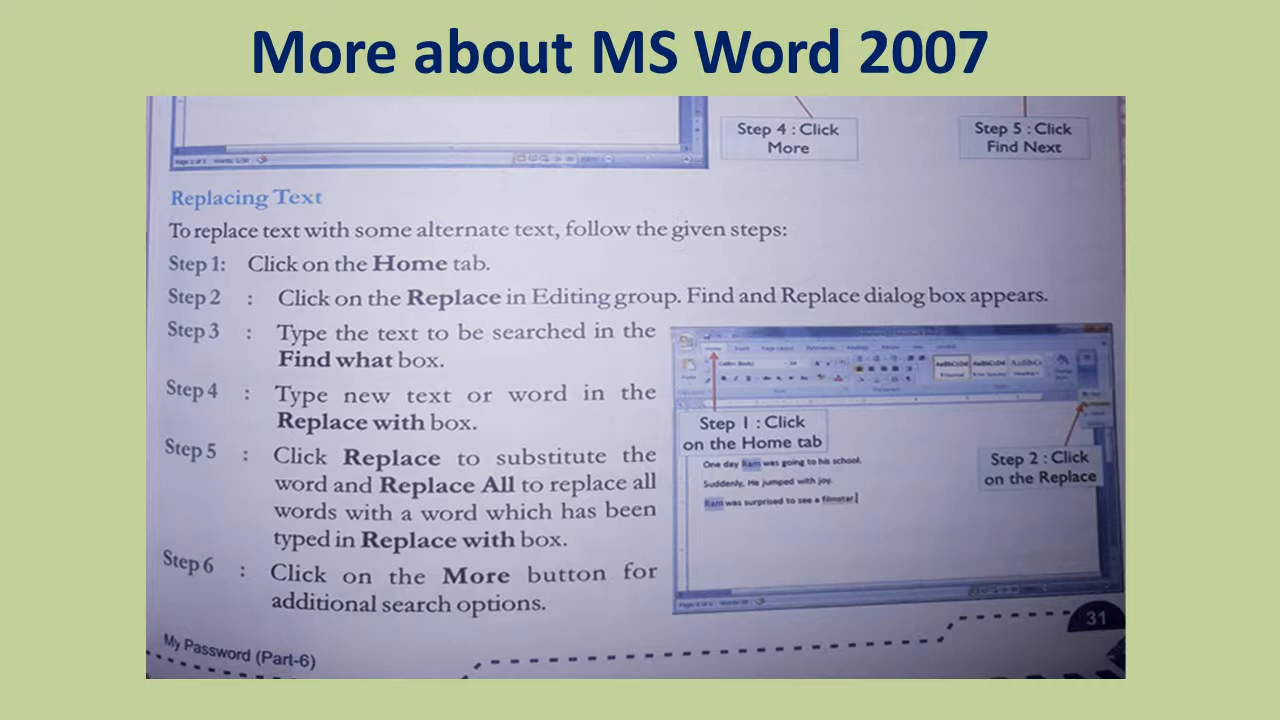 More about MS Word 2007
Step 4 : Click
More
Step 5 : Click
Find Next
Replacing Text
To replace text with some alternate text, follow the given steps:
Step 1: Click on the Home tab.
Step 2 : Click on the Replace in Editing group. Find and Replace dialog box appears.
Step 3 : Type the text to be searched in the
Find what box.
Step 4 : Type new text or word in the
Replace with box.
Step 5 : Click Replace to substitute the
word and Replace All to replace all
words with a word which has been
typed in Replace with box.
Step 6 : Click on the More button for
additional search options.
Step 1 : Click
on the Home tab
Step 2 : Click
on the Replace
One day Ram was going to his school.
Suddenly, He jumped with joy.
Ram was surprised to see a filmstar.
31
My Password (Part-6)